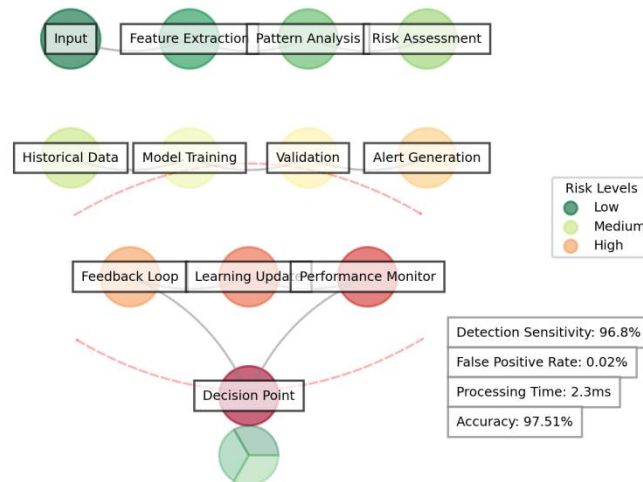 Input
Feature Extraction
Pattern Analysis
Risk Assessment
Historical Data
Model Training
Validation
Alert Generation
Risk Levels
Low
Medium
High
Feedback Loop
Learning Update
Performance Monitor
Detection Sensitivity: 96.8%
False Positive Rate: 0.02%
Processing Time: 2.3ms
Accuracy: 97.51%
Decision Point